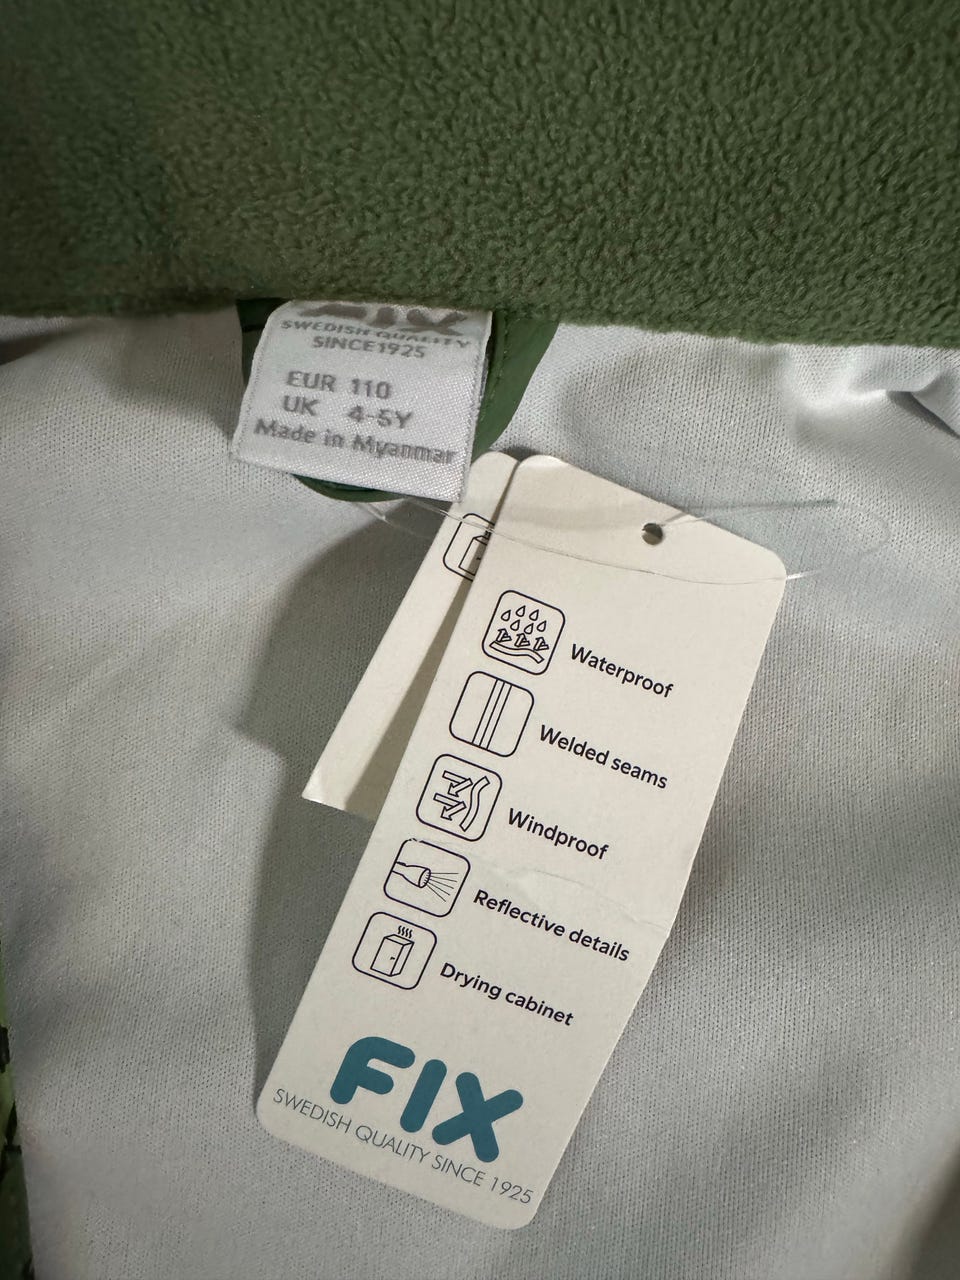 FIX
SWEDISH QUALITY
SINCE1925
EUR 110
UK 4-5Y
Made in Myanmar
Waterproof
Welded seams
Windproof
Reflective details
Drying cabinet
FIX
SWEDISH QUALITY SINCE 1925